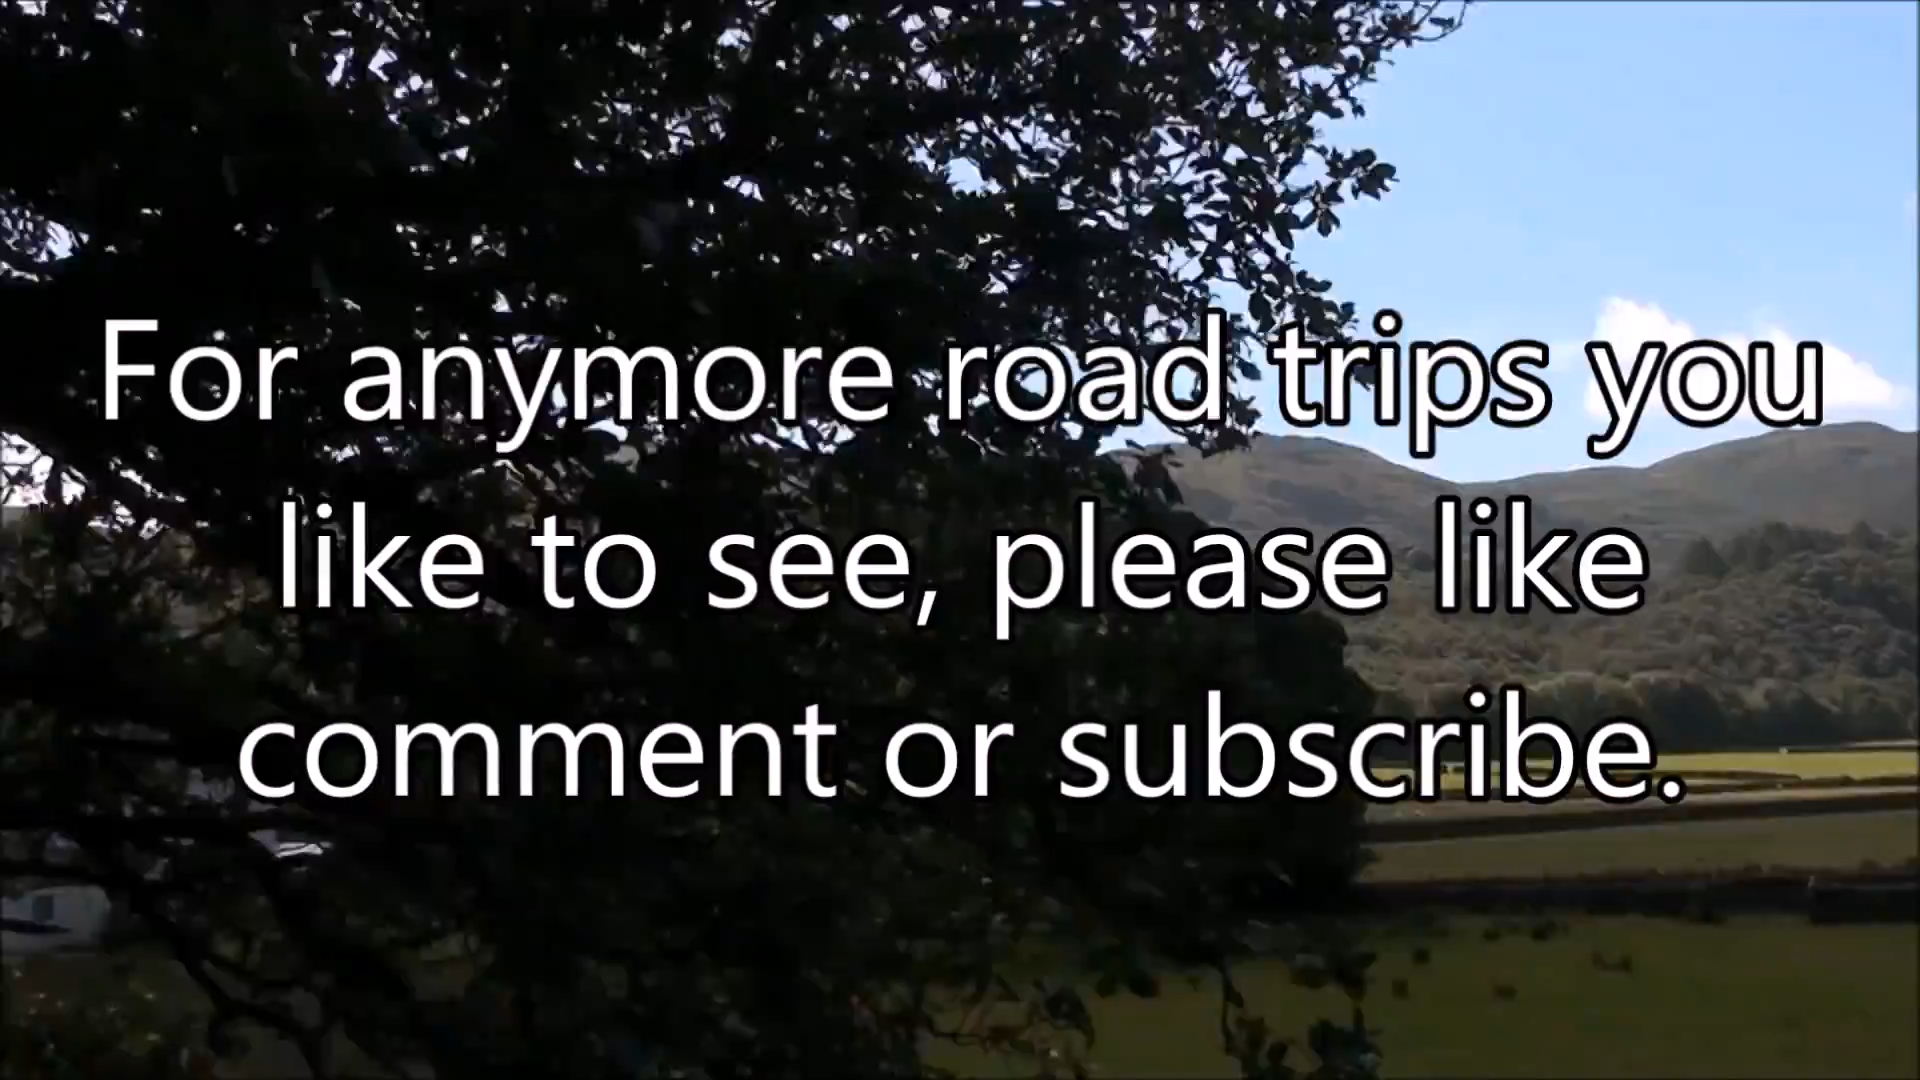 For anymore road trips you
like to see, please like
comment or subscribe.